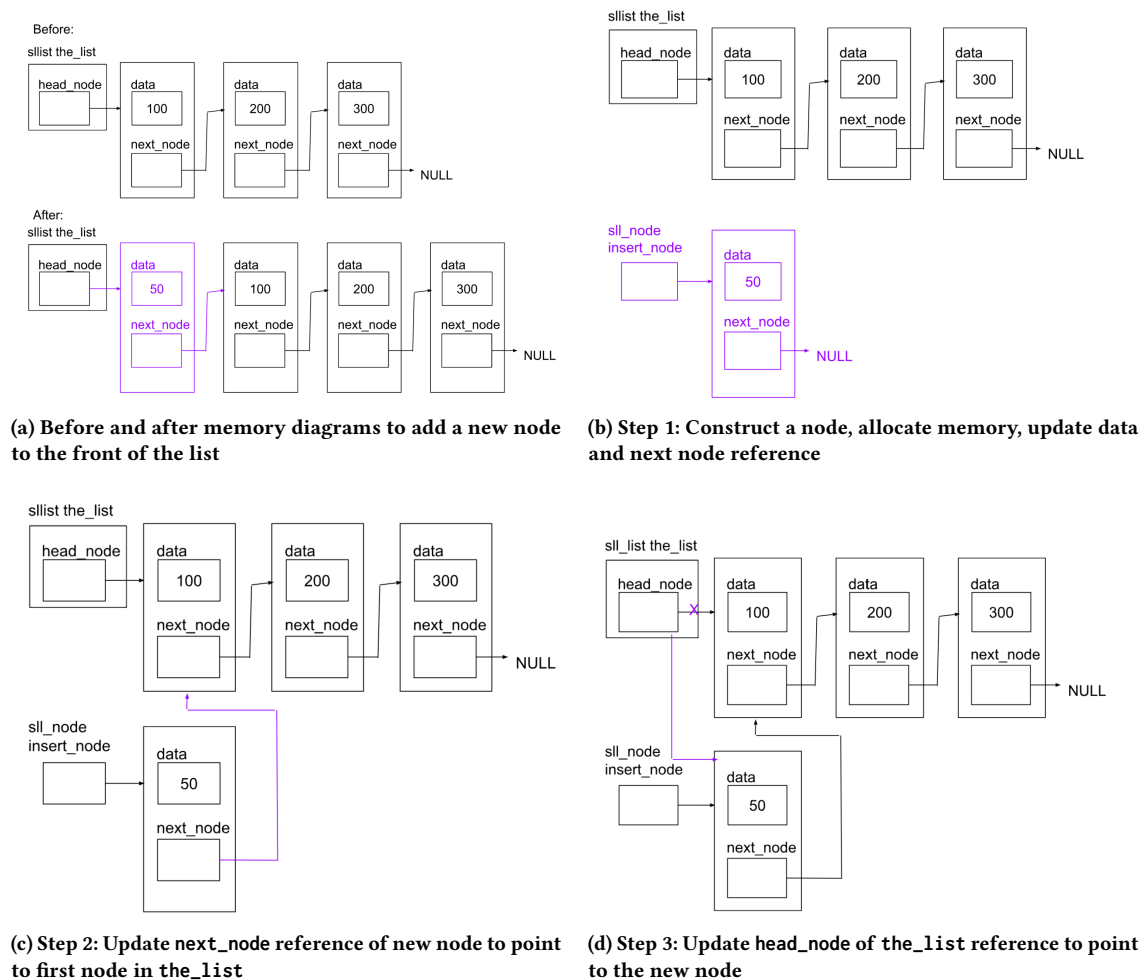 Before:
sllist the_list
head_node
data
100
next_node
data
200
next_node
data
300
next_node
NULL
After:
sllist the_list
head_node
data
50
next_node
data
100
next_node
data
200
next_node
data
300
next_node
NULL
(a) Before and after memory diagrams to add a new node
to the front of the list
sllist the_list
head_node
data
100
next_node
data
200
next_node
data
300
next_node
NULL
sll_node
insert_node
data
50
next_node
NULL
(b) Step 1: Construct a node, allocate memory, update data
and next node reference
sllist the_list
head_node
data
100
next_node
data
200
next_node
data
300
next_node
NULL
sll_node
insert_node
data
50
next_node
(c) Step 2: Update next_node reference of new node to point
to first node in the_list
sll_list the_list
head_node
X
data
100
next_node
data
200
next_node
data
300
next_node
NULL
sll_node
insert_node
data
50
next_node
(d) Step 3: Update head_node of the_list reference to point
to the new node